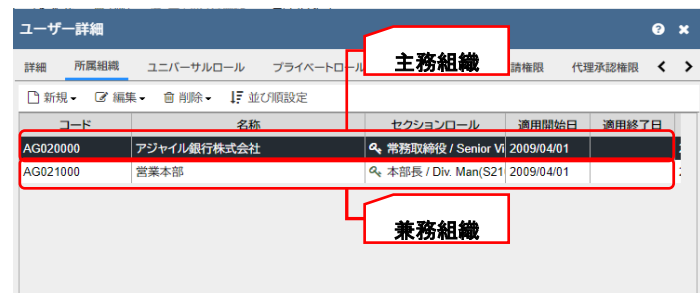 ユーザー詳細
詳細 所属組織 ユニバーサルロール プライベートロール 請権限 代理承認権限
主務組織
新規 編集 削除 並び順設定
コード 名称 セクションロール 適用開始日 適用終了日
AG020000 アジャイル銀行株式会社 常務取締役 / Senior Vi 2009/04/01
AG021000 営業本部 本部長 / Div. Man(S21 2009/04/01
兼務組織